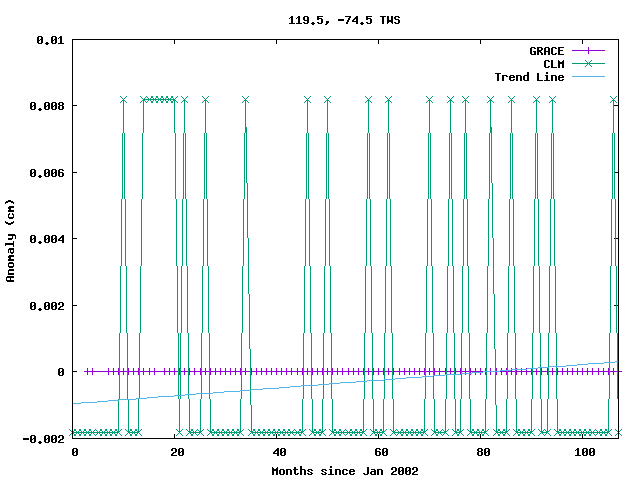 119.5, -74.5 TWS
GRACE
CLM
Trend Line
0.01
0.008
0.006
0.004
0.002
0
-0.002
Anomaly (cm)
0 20 40 60 80 100
Months since Jan 2002